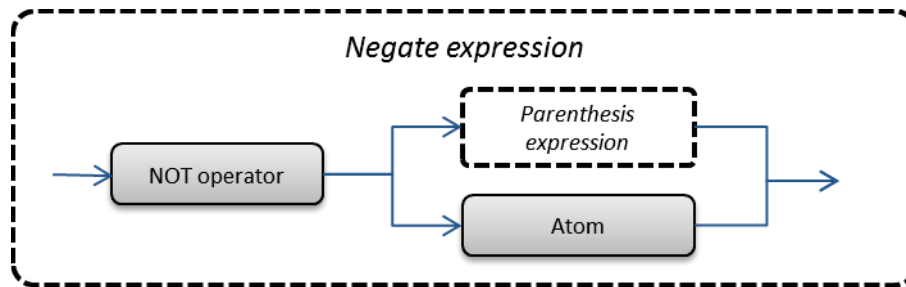 Negate expression
Parenthesis
expression
NOT operator
Atom